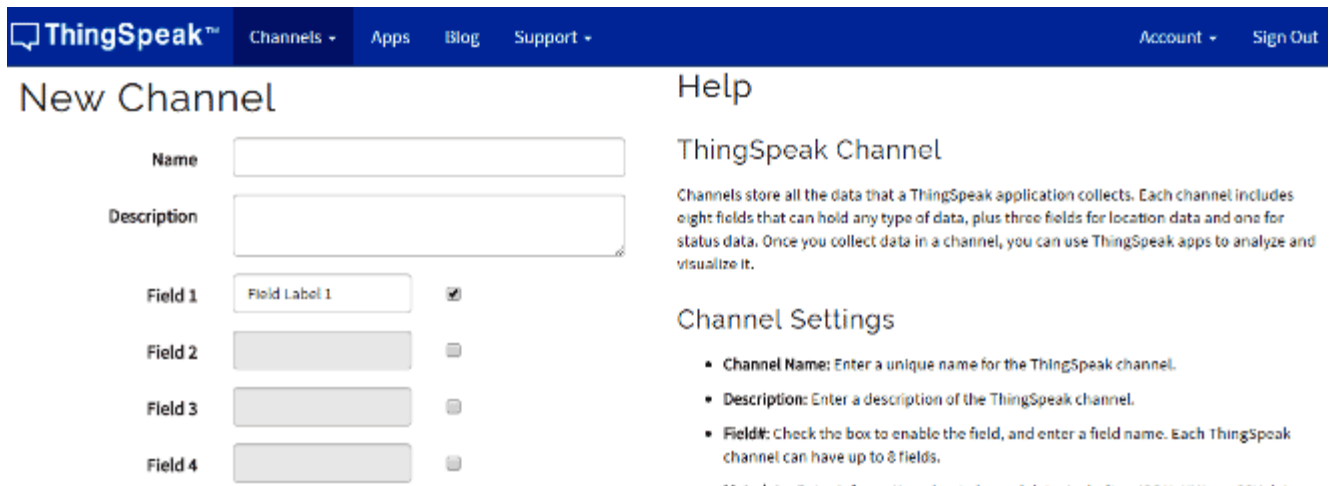 ThingSpeak™ Channels Apps Blog Support Account Sign Out
New Channel
Name
Description
Field 1 Field Label 1
Field 2
Field 3
Field 4
Help
ThingSpeak Channel
Channels store all the data that a ThingSpeak application collects. Each channel includes
eight fields that can hold any type of data, plus three fields for location data and one for
status data. Once you collect data in a channel, you can use ThingSpeak apps to analyze and
visualize it.
Channel Settings
• Channel Name: Enter a unique name for the ThingSpeak channel.
• Description: Enter a description of the ThingSpeak channel.
• Field#: Check the box to enable the field, and enter a field name. Each ThingSpeak
channel can have up to 8 fields.